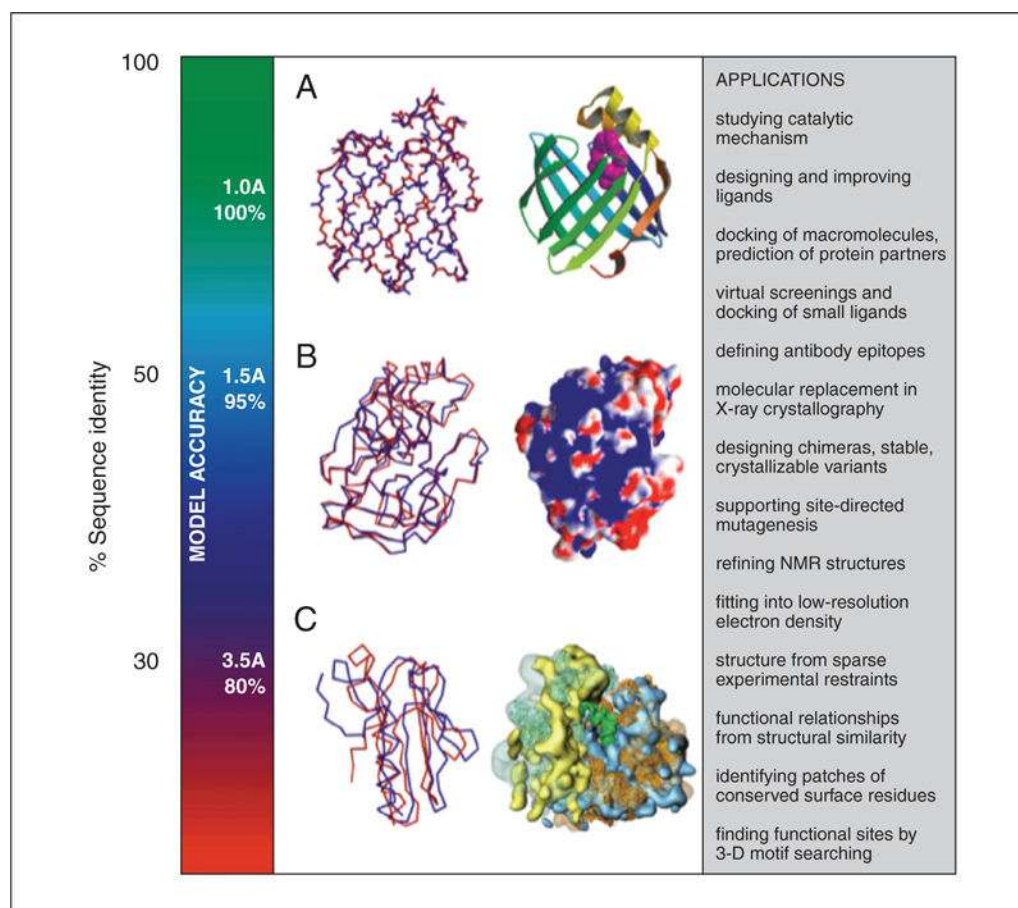 100
50
30
% Sequence identity
MODEL ACCURACY
1.0A
100%
1.5A
95%
3.5A
80%
A
B
C
APPLICATIONS
studying catalytic
mechanism
designing and improving
ligands
docking of macromolecules,
prediction of protein partners
virtual screenings and
docking of small ligands
defining antibody epitopes
molecular replacement in
X-ray crystallography
designing chimeras, stable,
crystallizable variants
supporting site-directed
mutagenesis
refining NMR structures
fitting into low-resolution
electron density
structure from sparse
experimental restraints
functional relationships
from structural similarity
identifying patches of
conserved surface residues
finding functional sites by
3-D motif searching